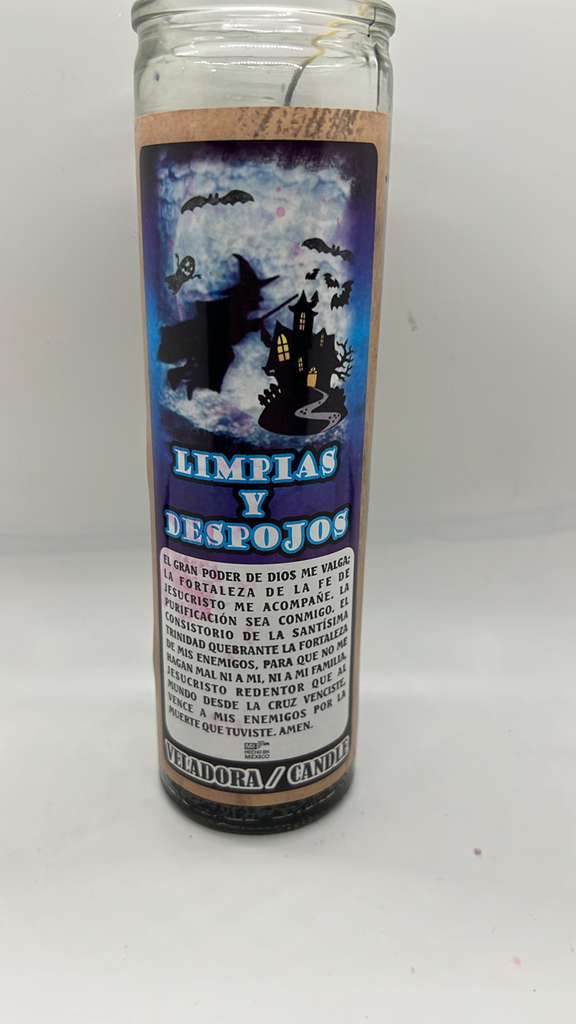 LIMPIAS
Y
DESPOJOS
EL GRAN PODER DE DIOS ME VALGA;
LA FORTALEZA DE LA FE DE
JESUCRISTO ME ACOMPAÑE. LA
PURIFICACIÓN SEA CONMIGO. EL
CONSISTORIO DE LA SANTÍSIMA
TRINIDAD QUEBRANTE LA FORTALEZA
DE MIS ENEMIGOS, PARA QUE NO ME
HAGAN MAL NI A MI, NI A MI FAMILIA.
JESUCRISTO REDENTOR QUE AL
MUNDO DESDE LA CRUZ VENCISTE,
VENCE A MIS ENEMIGOS POR LA
MUERTE QUE TUVISTE. AMEN.
HECHO EN
MÉXICO
VELADORA / CANDLE